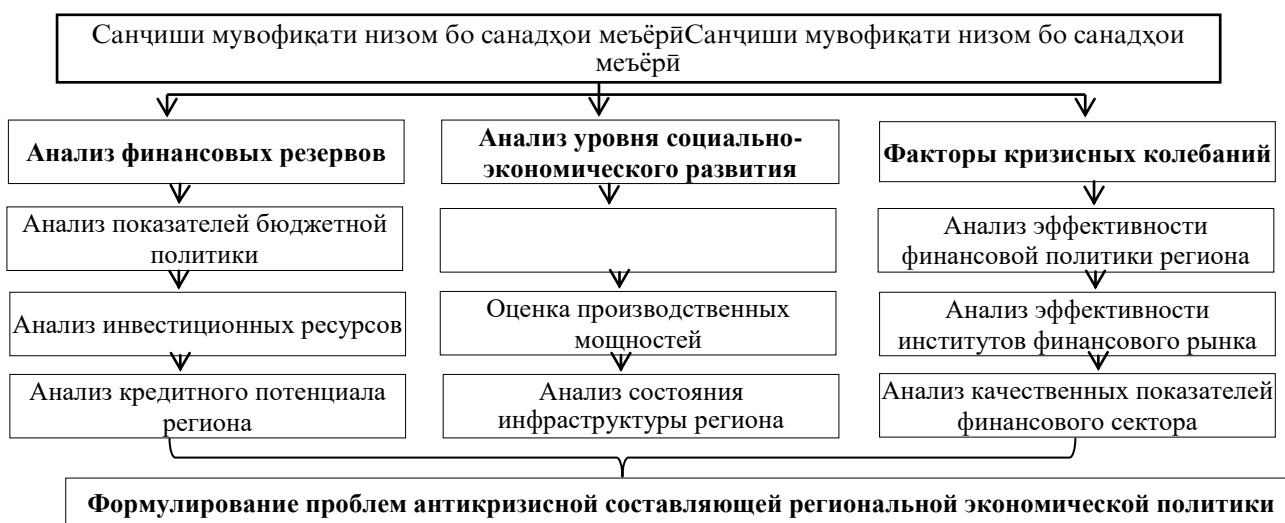 Санҷиши мувофиқати низом бо санадҳои меъёрӣСанҷиши мувофиқати низом бо санадҳои
меъёрӣ
Анализ финансовых резервов
Анализ показателей бюджетной
политики
Анализ инвестиционных ресурсов
Анализ кредитного потенциала
региона
Анализ уровня социально-
экономического развития
Оценка производственных
мощностей
Анализ состояния
инфраструктуры региона
Факторы кризисных колебаний
Анализ эффективности
финансовой политики региона
Анализ эффективности
институтов финансового рынка
Анализ качественных показателей
финансового сектора
Формулирование проблем антикризисной составляющей региональной экономической политики